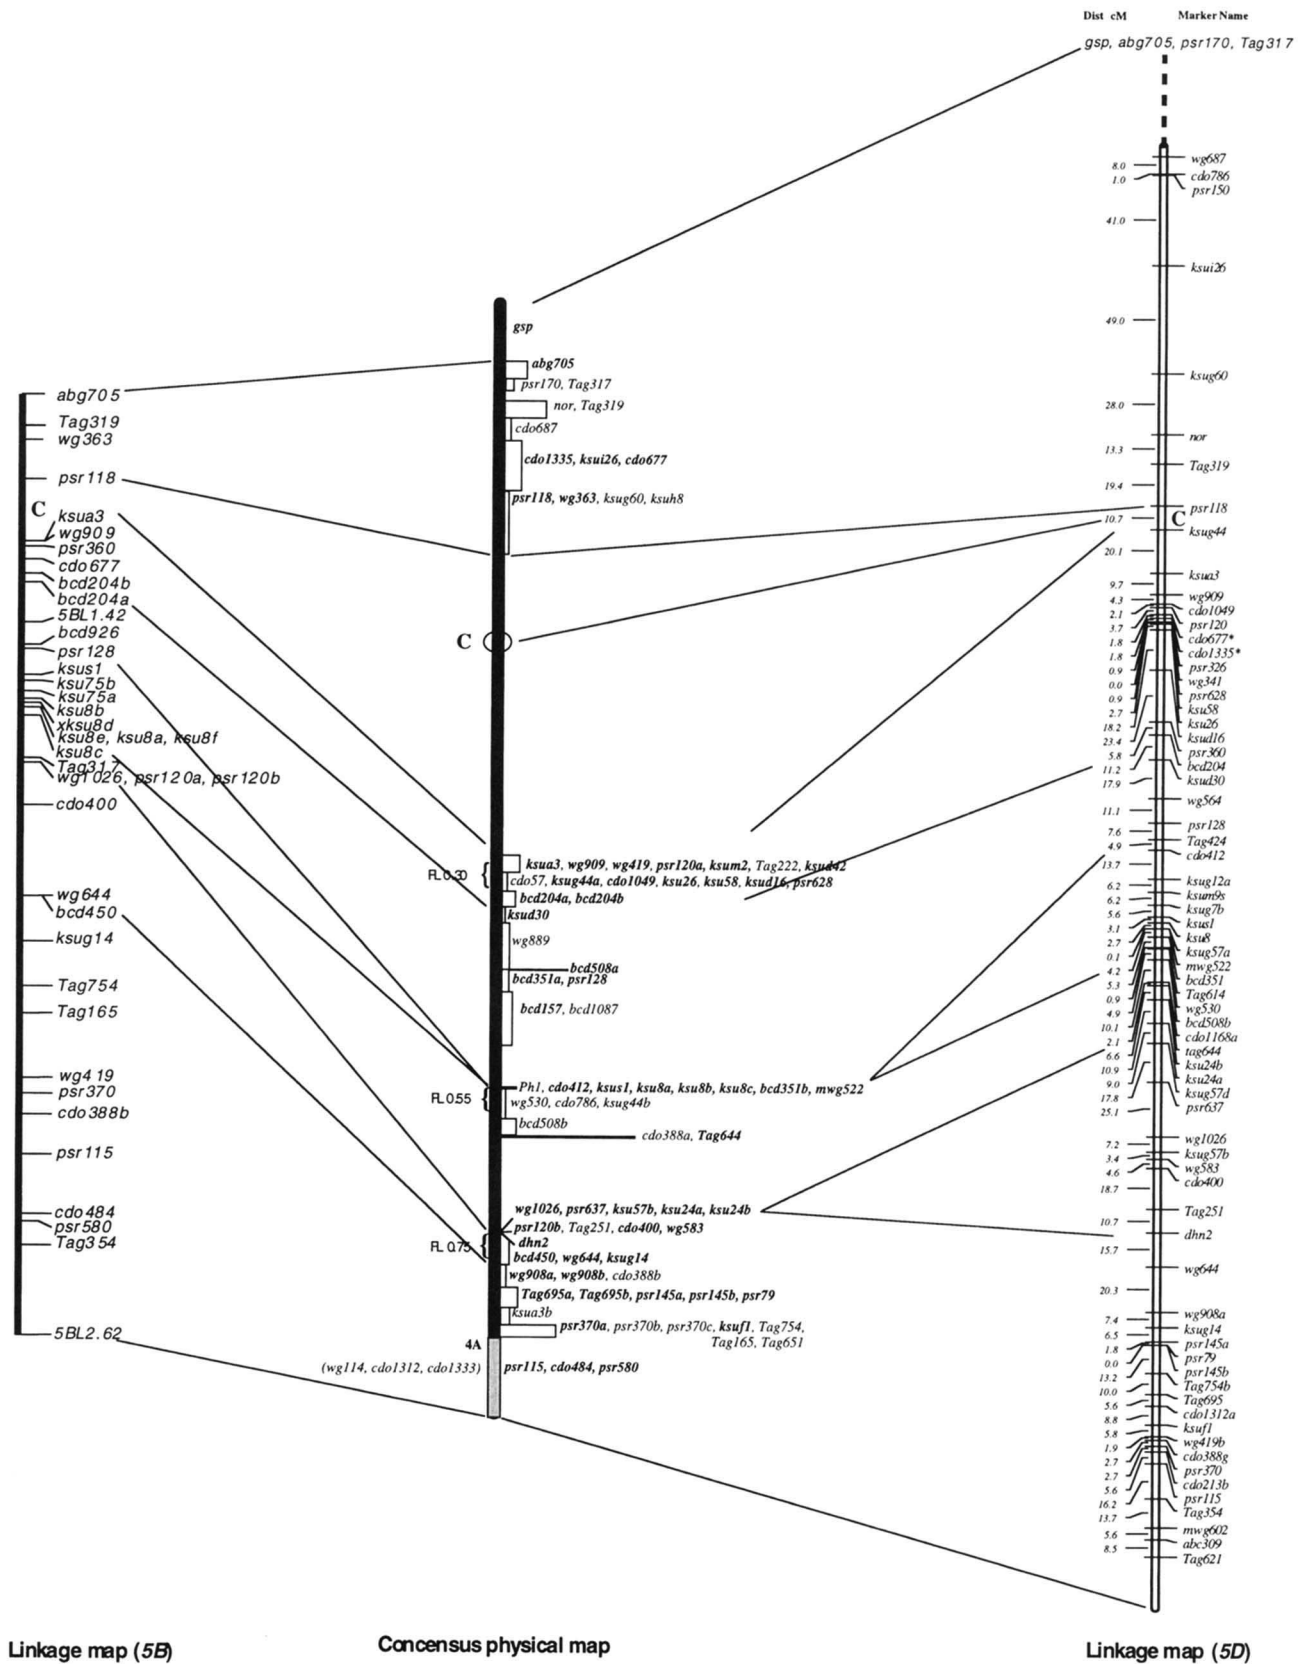 Dist cM Marker Name
gsp, abg705, psr170, Tag317
abg705
Tag319
wg363
psr118
C
ksua3
wg909
psr360
cdo677
bcd204b
bcd204a
5BL1.42
bcd926
psr128
ksus1
ksu75b
ksu75a
ksu8b
xksu8d
ksu8e, ksu8a, ksu8f
ksu8c
Tag317
wg1026, psr120a, psr120b
cdo400
wg644
bcd450
ksug14
Tag754
Tag165
wg419
psr370
cdo388b
psr115
cdo484
psr580
Tag354
5BL2.62
Linkage map (5B)
gsp
abg705
psr170, Tag317
nor, Tag319
cdo687
cdo1335, ksui26, cdo677
psr118, wg363, ksug60, ksuh8
C
FL 0.30
ksua3, wg909, wg419, psr120a, ksum2, Tag222, ksud42
cdo57, ksug44a, cdo1049, ksu26, ksu58, ksud16, psr628
bcd204a, bcd204b
ksud30
wg889
bcd508a
bcd351a, psr128
bcd157, bcd1087
FL 0.55
Ph1, cdo412, ksus1, ksu8a, ksu8b, ksu8c, bcd351b, mwg522
wg530, cdo786, ksug44b
bcd508b
cdo388a, Tag644
wg1026, psr637, ksu57b, ksu24a, ksu24b
psr120b, Tag251, cdo400, wg583
FL 0.75
dhn2
bcd450, wg644, ksug14
wg908a, wg908b, cdo388b
Tag695a, Tag695b, psr145a, psr145b, psr79
ksua3b
psr370a, psr370b, psr370c, ksuf1, Tag754,
Tag165, Tag651
4A
(wg114, cdo1312, cdo1333) psr115, cdo484, psr580
Concensus physical map
8.0
1.0
41.0
49.0
28.0
13.3
19.4
10.7
20.1
9.7
4.3
2.1
3.7
1.8
1.8
0.9
0.0
0.9
2.7
18.2
23.4
5.8
11.2
17.9
11.1
7.6
4.9
13.7
6.2
6.2
5.6
3.1
2.7
0.1
4.2
5.3
0.9
4.9
10.1
2.1
6.6
10.9
9.0
17.8
25.1
7.2
3.4
4.6
18.7
10.7
15.7
20.3
7.4
6.5
1.8
0.0
13.2
10.0
5.6
8.8
5.8
1.9
2.7
2.7
5.6
16.2
13.7
5.6
8.5
wg687
cdo786
psr150
ksui26
ksug60
nor
Tag319
psr118
C
ksug44
ksua3
wg909
cdo1049
psr120
cdo677*
cdo1335*
psr326
wg341
psr628
ksu58
ksu26
ksud16
psr360
bcd204
ksud30
wg564
psr128
Tag424
cdo412
ksug12a
ksum9s
ksug7b
ksus1
ksu8
ksug57a
mwg522
bcd351
Tag614
wg530
bcd508b
cdo1168a
tag644
ksu24b
ksu24a
ksug57d
psr637
wg1026
ksug57b
wg583
cdo400
Tag251
dhn2
wg644
wg908a
ksug14
psr145a
psr79
psr145b
Tag754b
Tag695
cdo1312a
ksuf1
wg419b
cdo388g
psr370
cdo213b
psr115
Tag354
mwg602
abc309
Tag621
Linkage map (5D)